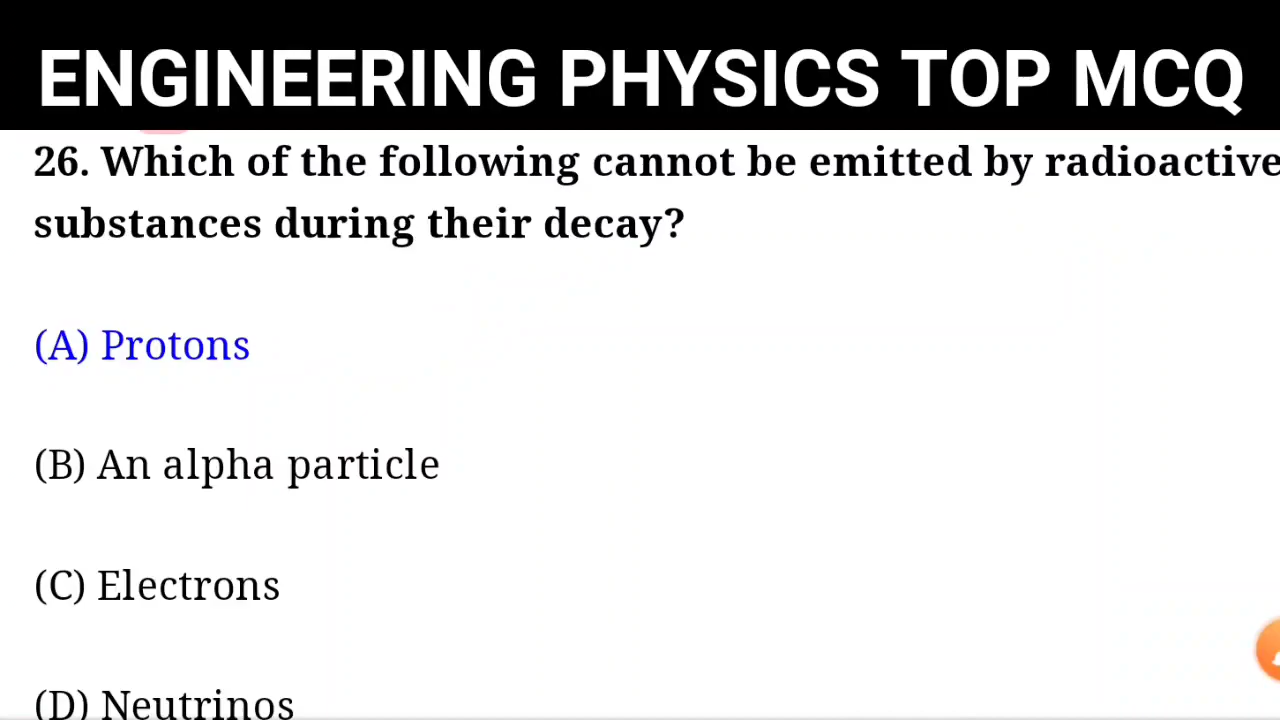 ENGINEERING PHYSICS TOP MCQ
26. Which of the following cannot be emitted by radioactive
substances during their decay?
(A) Protons
(B) An alpha particle
(C) Electrons
(D) Neutrinos